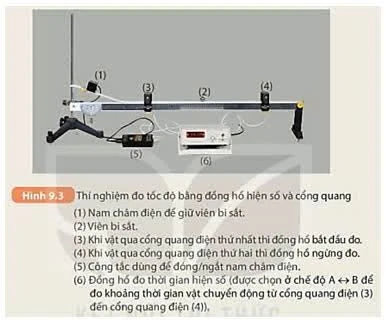 (1)
(3)
(2)
(4)
(5)
(6)
Hình 9.3 Thí nghiệm đo tốc độ bằng đồng hồ hiện số và cổng quang
(1) Nam châm điện để giữ viên bi sắt.
(2) Viên bi sắt.
(3) Khi vật qua cổng quang điện thứ nhất thì đồng hồ bắt đầu đo.
(4) Khi vật qua cổng quang điện thứ hai thì đồng hồ ngừng đo.
(5) Công tắc dùng để đóng/ngắt nam châm điện.
(6) Đồng hồ đo thời gian hiện số (được chọn ở chế độ A ↔ B để
đo khoảng thời gian vật chuyển động từ cổng quang điện (3)
đến cổng quang điện (4)).